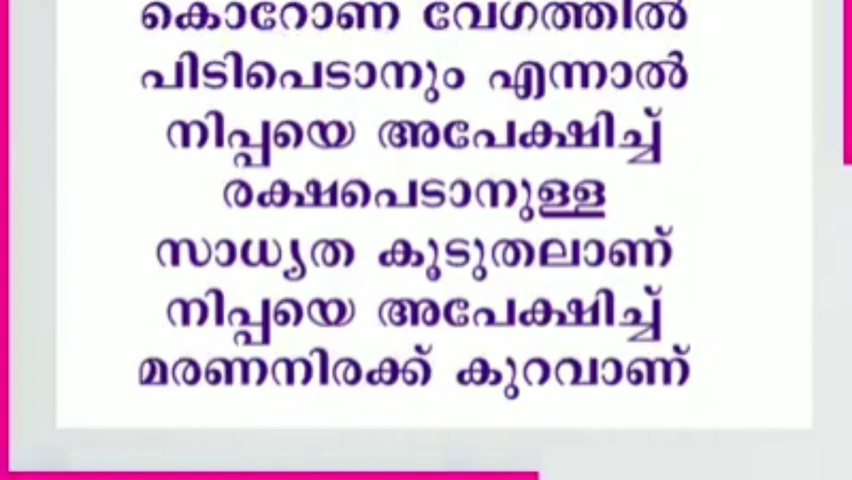 കൊറോണ വേഗത്തിൽ
പിടിപെടാനും എന്നാൽ
നിപ്പയെ അപേക്ഷിച്ച്
രക്ഷപെടാനുള്ള
സാധ്യത കൂടുതലാണ്
നിപ്പയെ അപേക്ഷിച്ച്
മരണനിരക്ക് കുറവാണ്